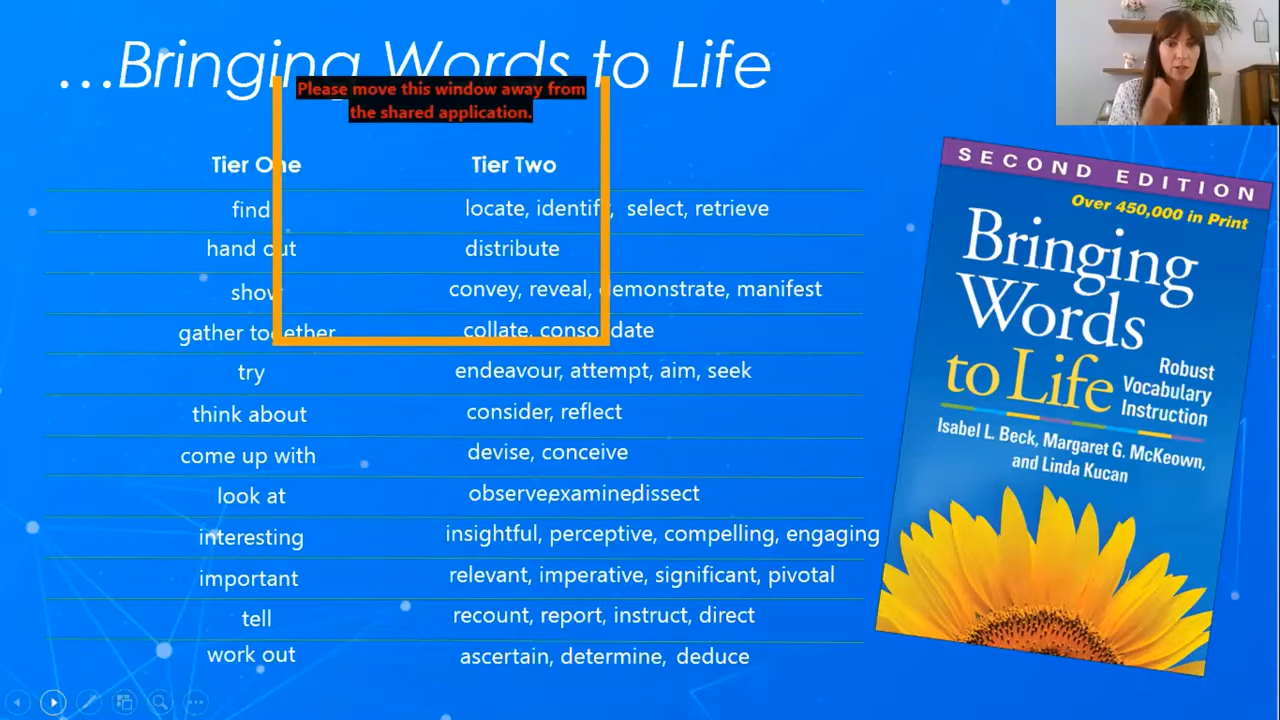 ...Bringing Words to Life
Please move this window away from
the shared application.
Tier One Tier Two
find locate, identify, select, retrieve
hand out distribute
show convey, reveal, demonstrate, manifest
gather together collate, consolidate
try endeavour, attempt, aim, seek
think about consider, reflect
come up with devise, conceive
look at observe,examine,dissect
interesting insightful, perceptive, compelling, engaging
important relevant, imperative, significant, pivotal
tell recount, report, instruct, direct
work out ascertain, determine, deduce
SECOND EDITION
Over 450,000 in Print
Bringing
Words
to Life
Robust
Vocabulary
Instruction
Isabel L. Beck, Margaret G. McKeown,
and Linda Kucan